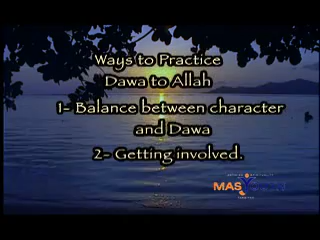 Ways to Practice
Dawa to Allah
1- Balance between character
and Dawa
2- Getting involved.
MAS